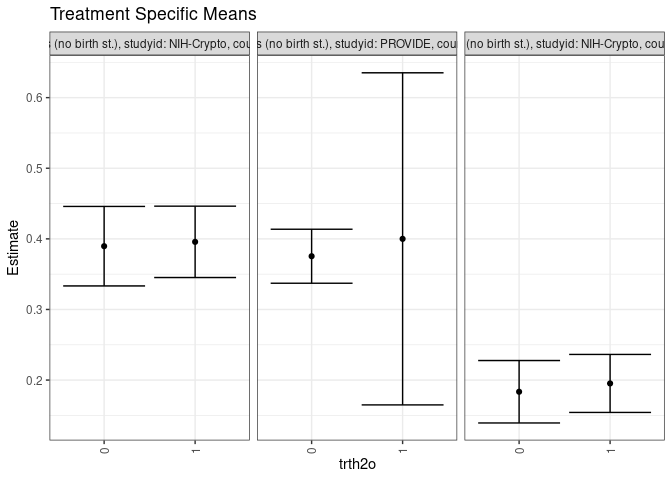 Treatment Specific Means
s (no birth st.), studyid: NIH-Crypto, cou
s (no birth st.), studyid: PROVIDE, cou
(no birth st.), studyid: NIH-Crypto, cou
0.6
0.5
0.4
0.3
0.2
Estimate
0
1
0
1
0
1
trth2o